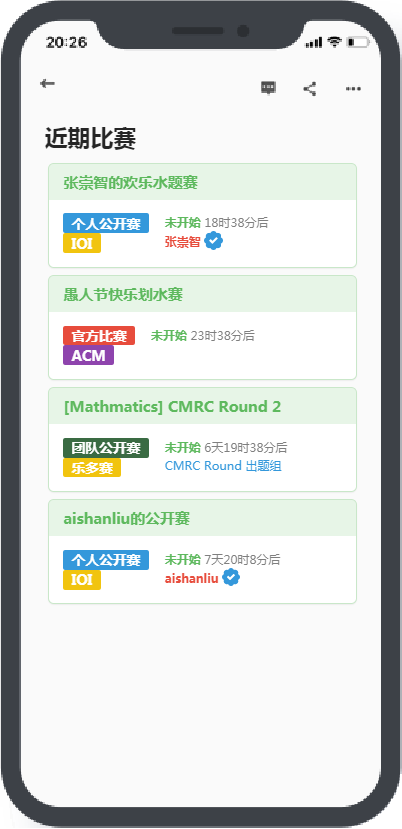 20:26
近期比赛
张崇智的欢乐水题赛
个人公开赛 未开始 18时38分后
IOI 张崇智
愚人节快乐划水赛
官方比赛 未开始 23时38分后
ACM
[Mathmatics] CMRC Round 2
团队公开赛 未开始 6天19时38分后
乐多赛 CMRC Round 出题组
aishanliu的公开赛
个人公开赛 未开始 7天20时8分后
IOI aishanliu